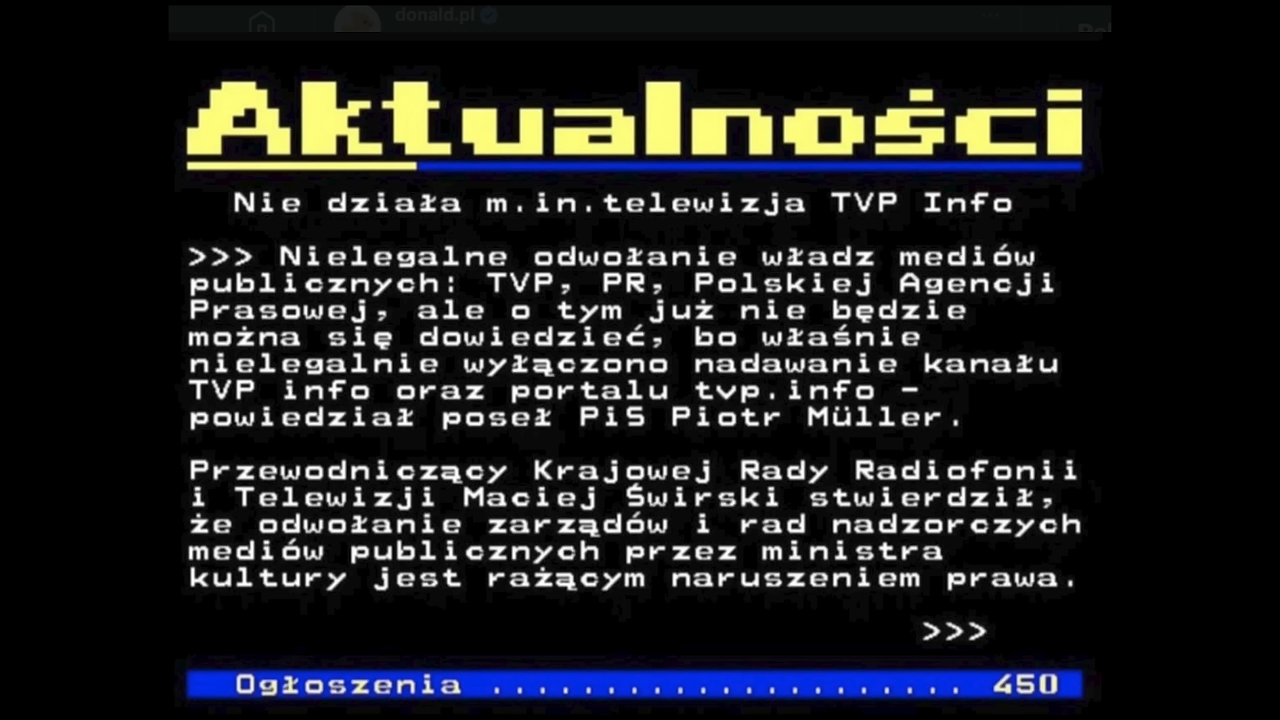 donald.pl
Aktualności
Nie działa m.in.telewizja TVP Info
>>> Nielegalne odwołanie władz mediów
publicznych: TVP, PR, Polskiej Agencji
Prasowej, ale o tym już nie będzie
można się dowiedzieć, bo właśnie
nielegalnie wyłączono nadawanie kanału
TVP info oraz portalu tvp.info -
powiedział poseł PiS Piotr Müller.
Przewodniczący Krajowej Rady Radiofonii
i Telewizji Maciej Świrski stwierdził,
że odwołanie zarządów i rad nadzorczych
mediów publicznych przez ministra
kultury jest rażącym naruszeniem prawa.
>>>
Ogłoszenia ..................... 450